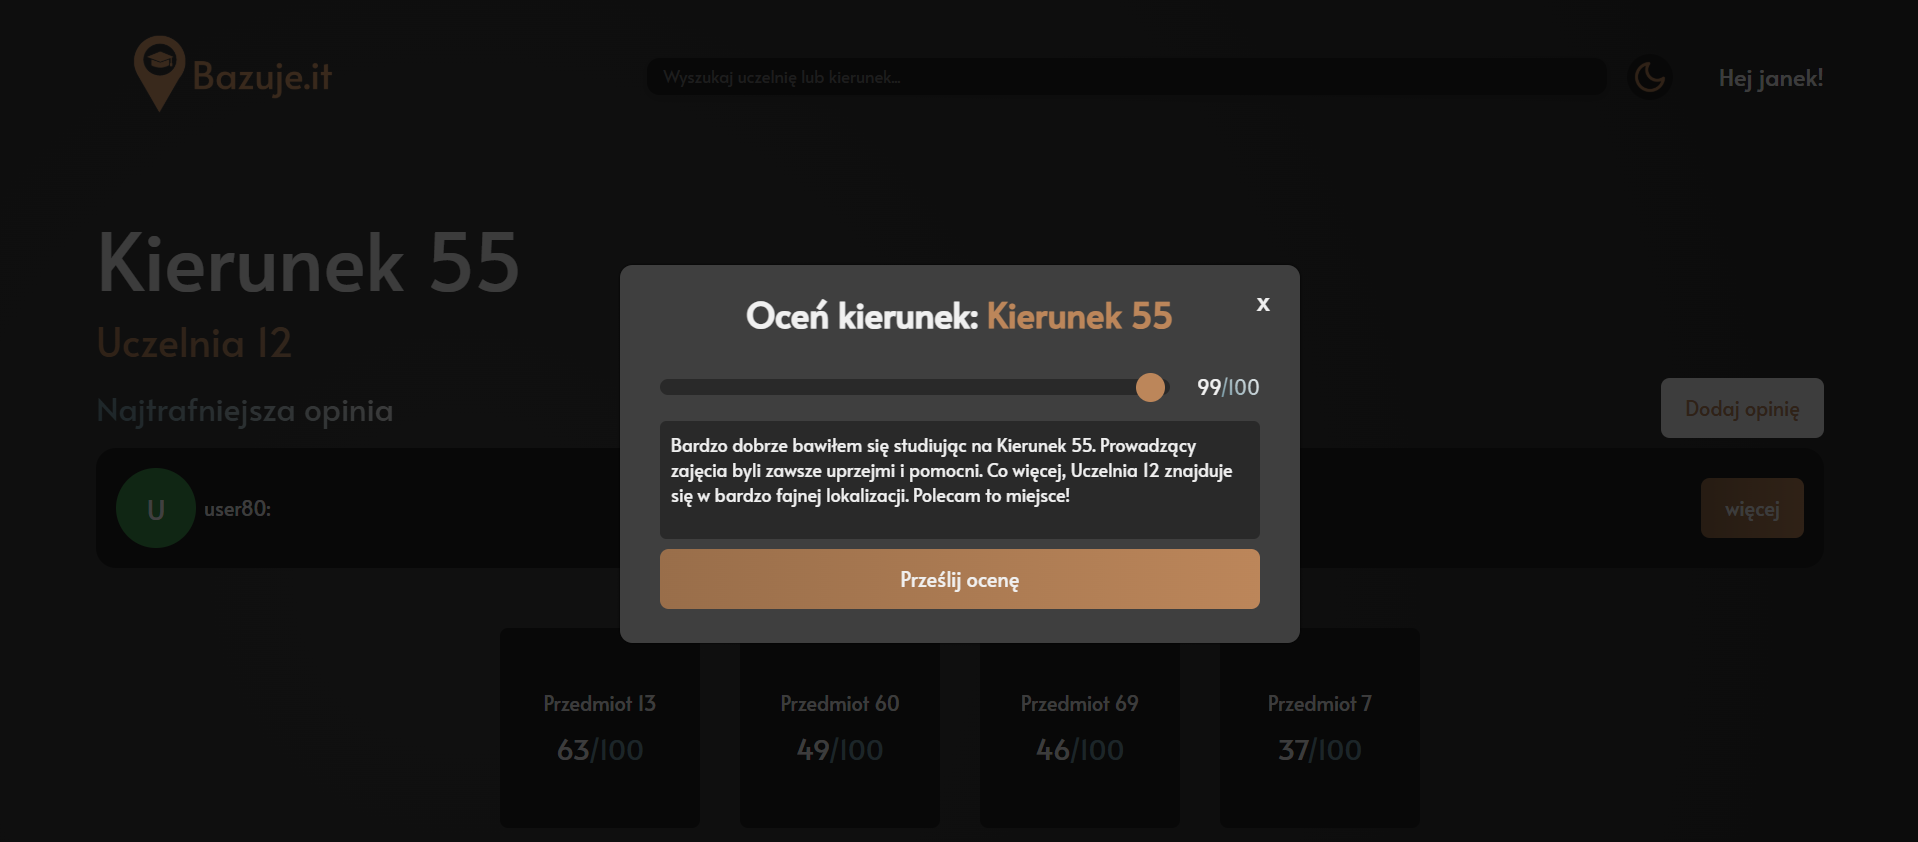 Bazuje.it
Wyszukaj uczelnię lub kierunek...
Hej janek!
Kierunek 55
Uczelnia 12
Najtrafniejsza opinia
Dodaj opinię
U
user80:
więcej
Oceń kierunek: Kierunek 55
x
99/100
Bardzo dobrze bawiłem się studiując na Kierunek 55. Prowadzący
zajęcia byli zawsze uprzejmi i pomocni. Co więcej, Uczelnia 12 znajduje
się w bardzo fajnej lokalizacji. Polecam to miejsce!
Prześlij ocenę
Przedmiot 13
63/100
Przedmiot 60
49/100
Przedmiot 69
46/100
Przedmiot 7
37/100